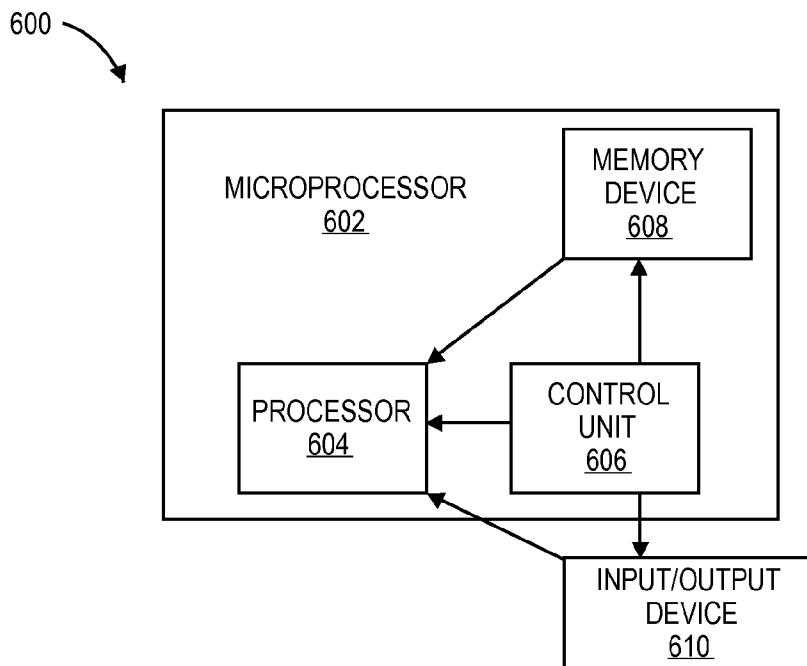 600
MICROPROCESSOR
602
MEMORY
DEVICE
608
PROCESSOR
604
CONTROL
UNIT
606
INPUT/OUTPUT
DEVICE
610